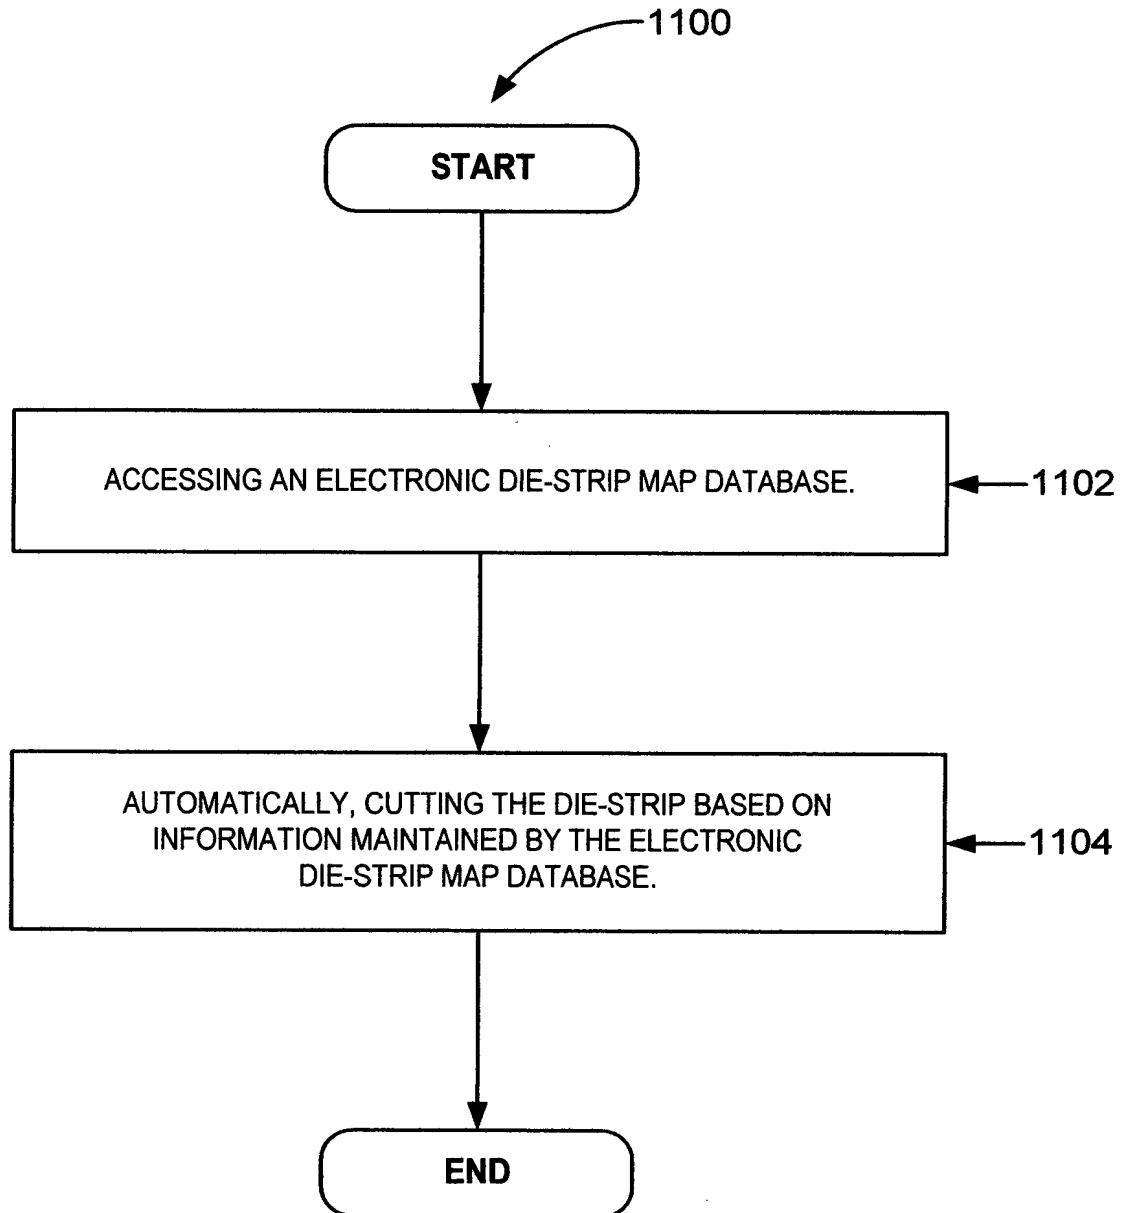 1100
START
ACCESSING AN ELECTRONIC DIE-STRIP MAP DATABASE.
1102
AUTOMATICALLY, CUTTING THE DIE-STRIP BASED ON
INFORMATION MAINTAINED BY THE ELECTRONIC
DIE-STRIP MAP DATABASE.
1104
END